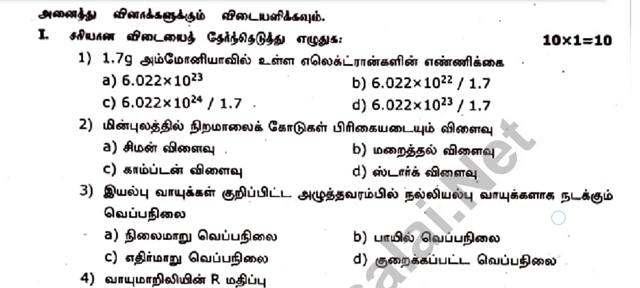 அனைத்து வினாக்களுக்கும் விடையளிக்கவும்.
I. சரியான விடையைத் தேர்ந்தெடுத்து எழுதுக: 10×1=10
1) 1.7g அம்மோனியாவில் உள்ள எலெக்ட்ரான்களின் எண்ணிக்கை
a) 6.022×10²³ b) 6.022×10²² / 1.7
c) 6.022×10²⁴ / 1.7 d) 6.022×10²³ / 1.7
2) மின்புலத்தில் நிறமாலைக் கோடுகள் பிரிகையடையும் விளைவு
a) சீமன் விளைவு b) மறைத்தல் விளைவு
c) காம்ப்டன் விளைவு d) ஸ்டார்க் விளைவு
3) இயல்பு வாயுக்கள் குறிப்பிட்ட அழுத்தவரம்பில் நல்லியல்பு வாயுக்களாக நடக்கும்
வெப்பநிலை
a) நிலைமாறு வெப்பநிலை b) பாயில் வெப்பநிலை
c) எதிர்மாறு வெப்பநிலை d) குறைக்கப்பட்ட வெப்பநிலை
4) வாயுமாறிலியின் R மதிப்பு
salai.Net